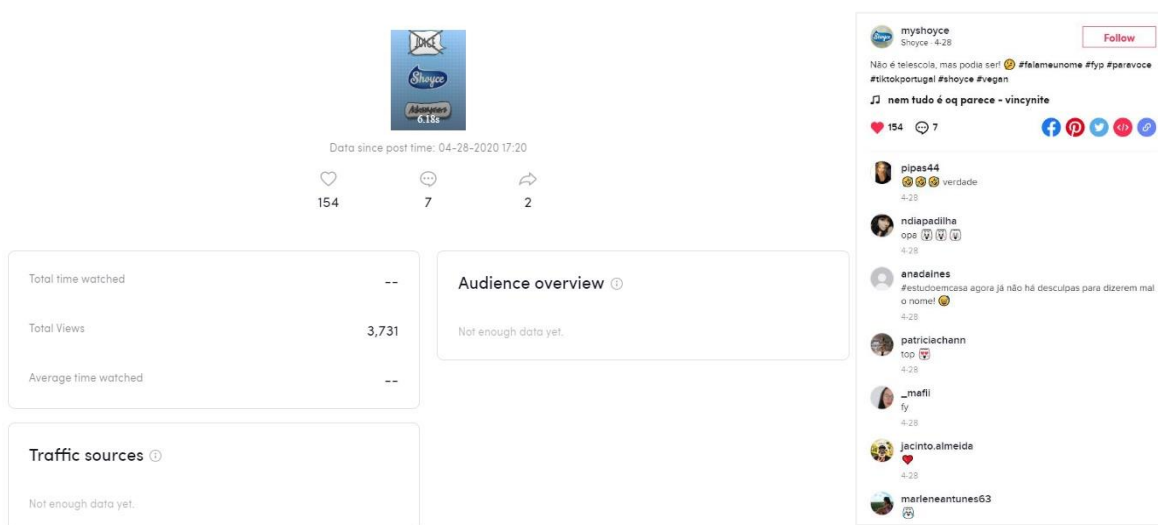 JOICE
Shoyce
6.18s
Data since post time: 04-28-2020 17:20
154
7
2
Total time watched
--
Total Views
3,731
Average time watched
--
Audience overview
Not enough data yet.
Traffic sources
Not enough data yet.
myshoyce
Shoyce · 4-28
Follow
Não é telescola, mas podia ser! 🤣 #falameunome #fyp #paravoce
#tiktokportugal #shoyce #vegan
nem tudo é oq parece - vincynite
154
7
pipas44
🤣🤣🤣 verdade
4-28
ndiapadilha
opa
4-28
anadaines
#estudoemcasa agora já não há desculpas para dizerem mal
o nome! 😅
4-28
patriciachann
top
4-28
_mafii
fy
4-28
jacinto.almeida
❤
4-28
marleneantunes63